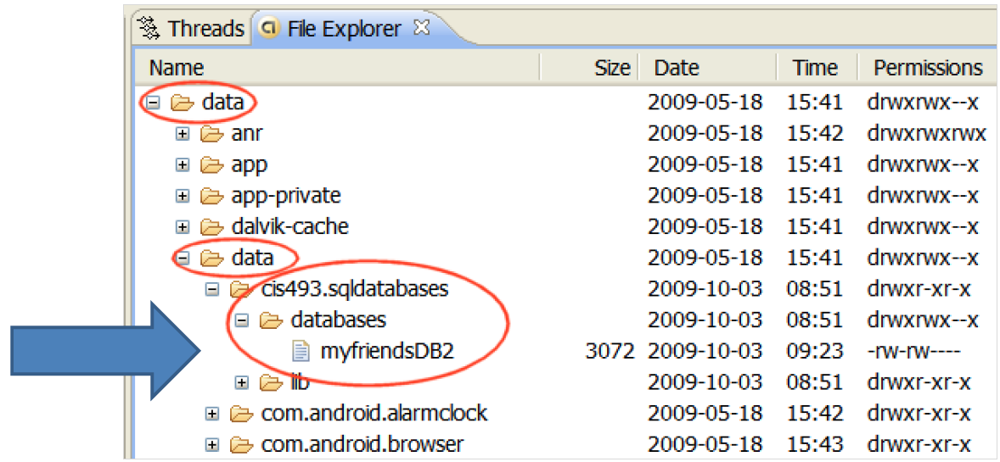 Threads File Explorer
Name Size Date Time Permissions
data 2009-05-18 15:41 drwxrwx--x
anr 2009-05-18 15:42 drwxrwxrwx
app 2009-05-18 15:41 drwxrwx--x
app-private 2009-05-18 15:41 drwxrwx--x
dalvik-cache 2009-05-18 15:41 drwxrwx--x
data 2009-05-18 15:41 drwxrwx--x
cis493.sqldatabases 2009-10-03 08:51 drwxr-xr-x
databases 2009-10-03 08:51 drwxrwx--x
myfriendsDB2 3072 2009-10-03 09:23 -rw-rw----
lib 2009-10-03 08:51 drwxr-xr-x
com.android.alarmclock 2009-05-18 15:42 drwxr-xr-x
com.android.browser 2009-05-18 15:43 drwxr-xr-x